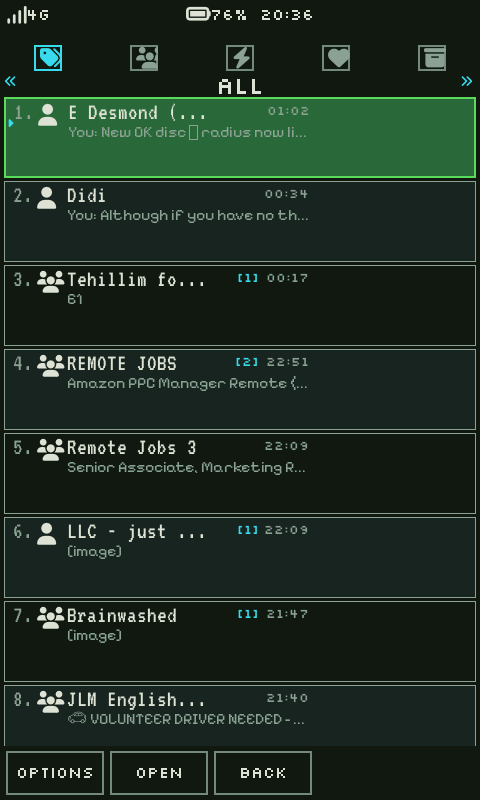 4G 76% 20:36
« »
ALL
1. E Desmond (... 01:02
You: New OK disc radius now li...
2. Didi 00:34
You: Although if you have no th...
3. Tehillim fo... [1] 00:17
61
4. REMOTE JOBS [2] 22:51
Amazon PPC Manager Remote (...
5. Remote Jobs 3 22:09
Senior Associate, Marketing R...
6. LLC - just ... [1] 22:09
(image)
7. Brainwashed [1] 21:47
(image)
8. JLM English... 21:40
VOLUNTEER DRIVER NEEDED -...
OPTIONS OPEN BACK